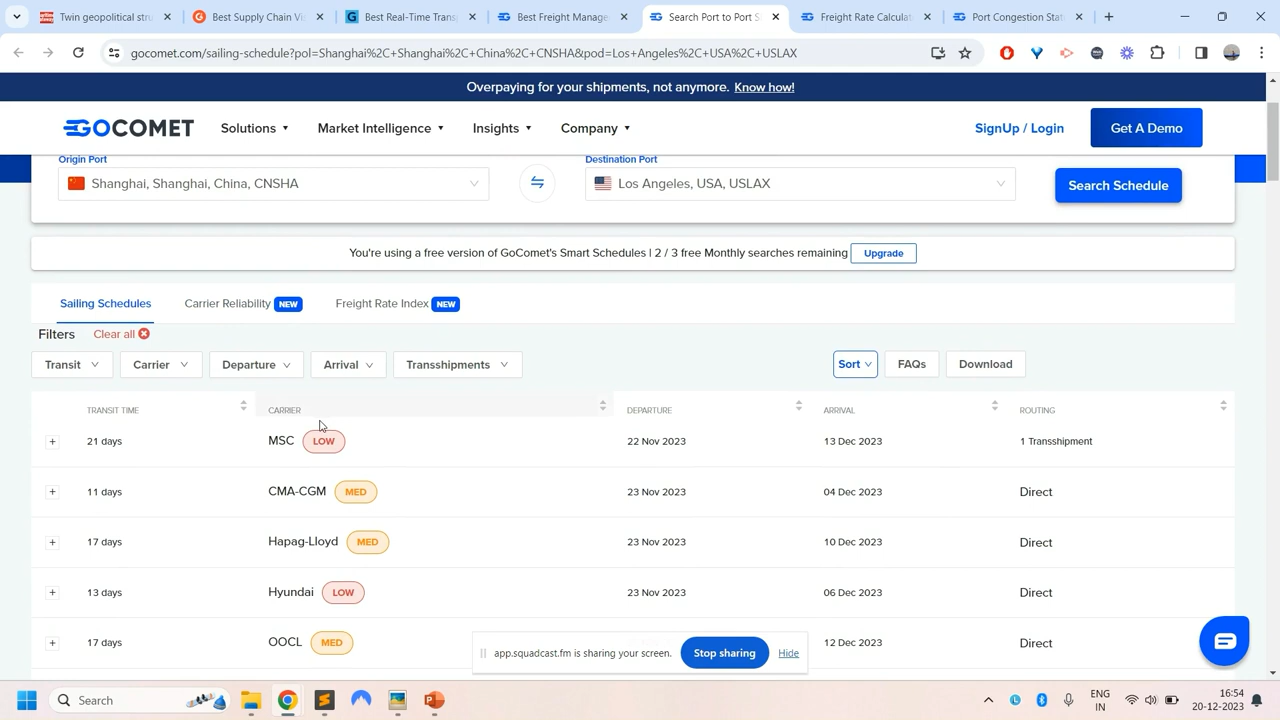 Twin geopolitical stru
Best Supply Chain Vi
Best Real-Time Trans
Best Freight Manage
Search Port to Port S
Freight Rate Calculat
Port Congestion Stat
gocomet.com/sailing-schedule?pol=Shanghai%2C+Shanghai%2C+China%2C+CNSHA&pod=Los+Angeles%2C+USA%2C+USLAX
Overpaying for your shipments, not anymore. Know how!
GOCOMET
Solutions
Market Intelligence
Insights
Company
SignUp / Login
Get A Demo
Origin Port
Destination Port
Shanghai, Shanghai, China, CNSHA
Los Angeles, USA, USLAX
Search Schedule
You're using a free version of GoComet's Smart Schedules | 2 / 3 free Monthly searches remaining Upgrade
Sailing Schedules
Carrier Reliability NEW
Freight Rate Index NEW
Filters Clear all
Transit
Carrier
Departure
Arrival
Transshipments
Sort
FAQs
Download
TRANSIT TIME CARRIER DEPARTURE ARRIVAL ROUTING
21 days MSC LOW 22 Nov 2023 13 Dec 2023 1 Transshipment
11 days CMA-CGM MED 23 Nov 2023 04 Dec 2023 Direct
17 days Hapag-Lloyd MED 23 Nov 2023 10 Dec 2023 Direct
13 days Hyundai LOW 23 Nov 2023 06 Dec 2023 Direct
17 days OOCL MED 12 Dec 2023 Direct
app.squadcast.fm is sharing your screen. Stop sharing Hide
Search
ENG
IN
16:54
20-12-2023